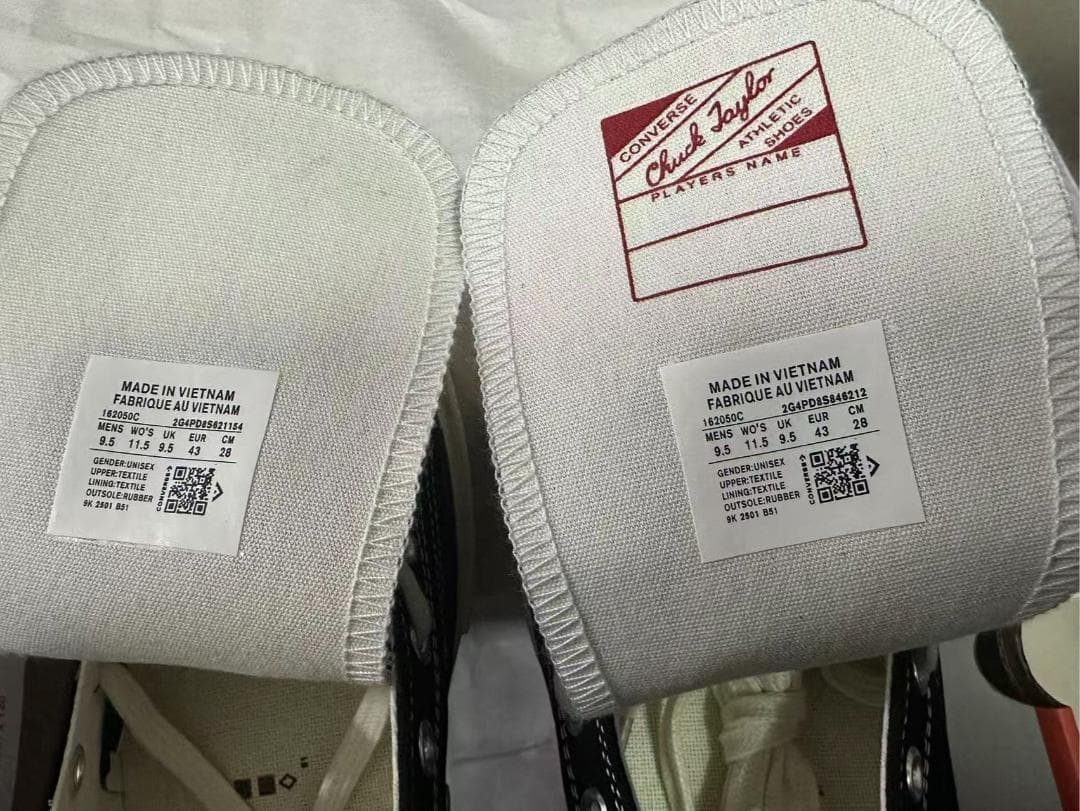 MADE IN VIETNAM
FABRIQUE AU VIETNAM
162050C 2G4PD8S621154
MENS WO'S UK EUR CM
9.5 11.5 9.5 43 28
GENDER:UNISEX
UPPER:TEXTILE
LINING:TEXTILE
OUTSOLE:RUBBER
9K 2501 B51
CONVERSE
CONVERSE
Chuck Taylor
ATHLETIC
SHOES
PLAYERS NAME
MADE IN VIETNAM
FABRIQUE AU VIETNAM
162050C 2G4PD8S846212
MENS WO'S UK EUR CM
9.5 11.5 9.5 43 28
GENDER:UNISEX
UPPER:TEXTILE
LINING:TEXTILE
OUTSOLE:RUBBER
9K 2501 B51
CONVERSE